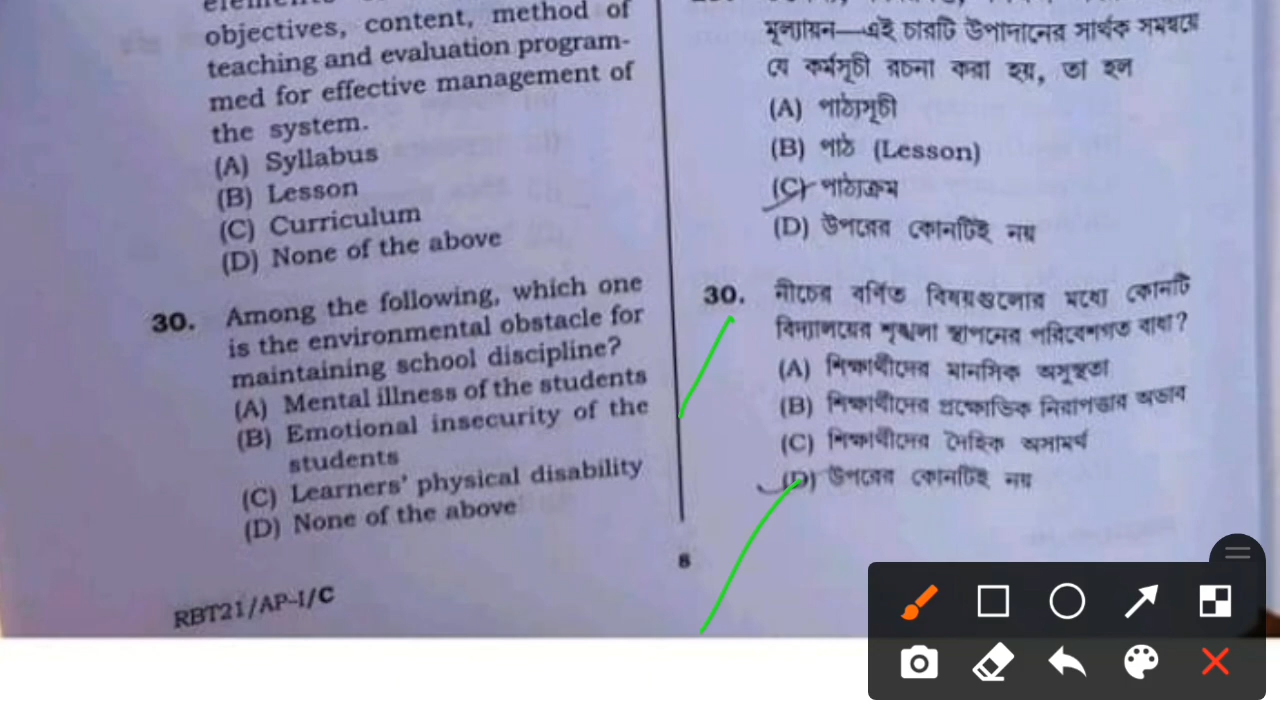 objectives, content, method of
teaching and evaluation program-
med for effective management of
the system.
(A) Syllabus
(B) Lesson
(C) Curriculum
(D) None of the above
30. Among the following, which one
is the environmental obstacle for
maintaining school discipline?
(A) Mental illness of the students
(B) Emotional insecurity of the
students
(C) Learners' physical disability
(D) None of the above
RBT21/AP-I/C
মূল্যায়ন—এই চারটি উপাদানের সার্থক সমন্বয়ে
যে কর্মসূচী রচনা করা হয়, তা হল
(A) পাঠ্যসূচী
(B) পাঠ (Lesson)
(C) পাঠ্যক্রম
(D) উপরের কোনটিই নয়
30. নীচের বর্ণিত বিষয়গুলোর মধ্যে কোনটি
বিদ্যালয়ের শৃঙ্খলা স্থাপনের পরিবেশগত বাধা?
(A) শিক্ষার্থীদের মানসিক অসুস্থতা
(B) শিক্ষার্থীদের প্রক্ষোভিক নিরাপত্তার অভাব
(C) শিক্ষার্থীদের দৈহিক অসামর্থ
(D) উপরের কোনটিই নয়
8